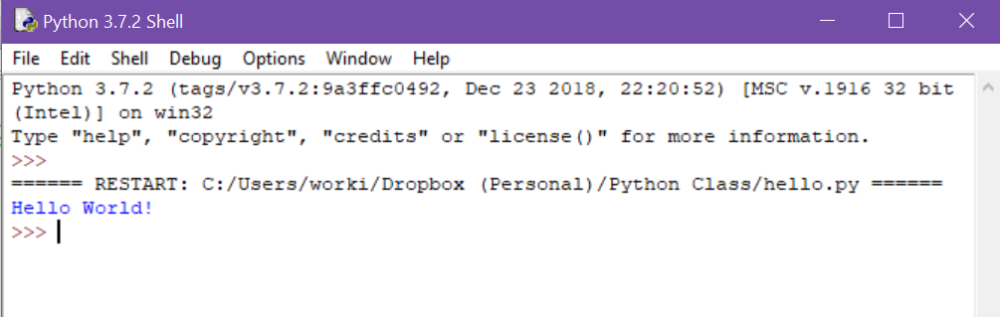 Python 3.7.2 Shell
File Edit Shell Debug Options Window Help
Python 3.7.2 (tags/v3.7.2:9a3ffc0492, Dec 23 2018, 22:20:52) [MSC v.1916 32 bit
(Intel)] on win32
Type "help", "copyright", "credits" or "license()" for more information.
>>>
====== RESTART: C:/Users/worki/Dropbox (Personal)/Python Class/hello.py ======
Hello World!
>>>